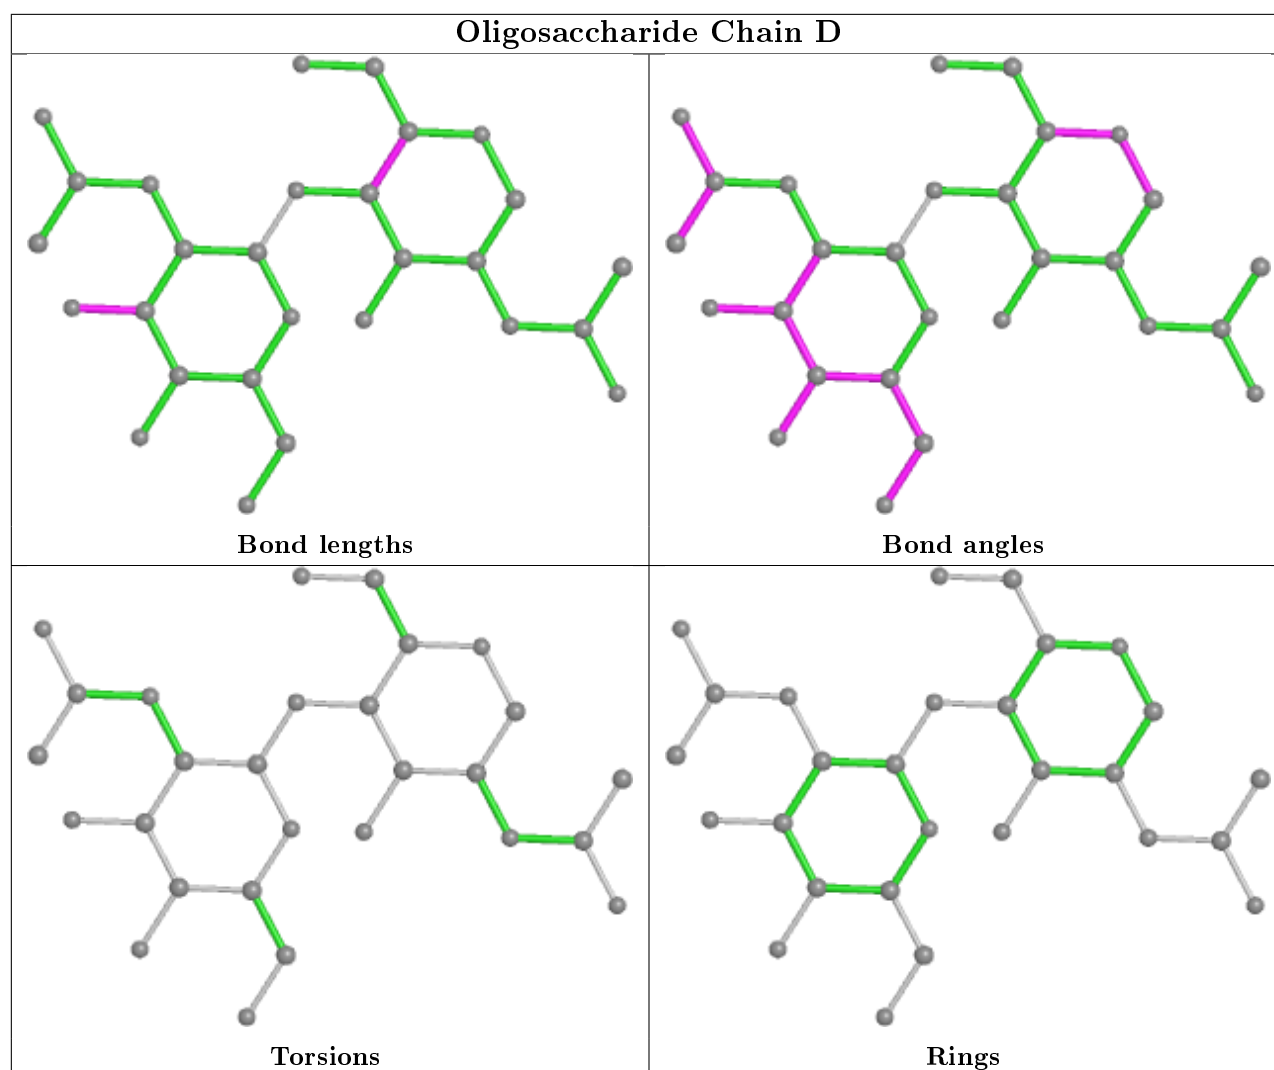 Oligosaccharide Chain D
Bond lengths
Bond angles
Torsions
Rings